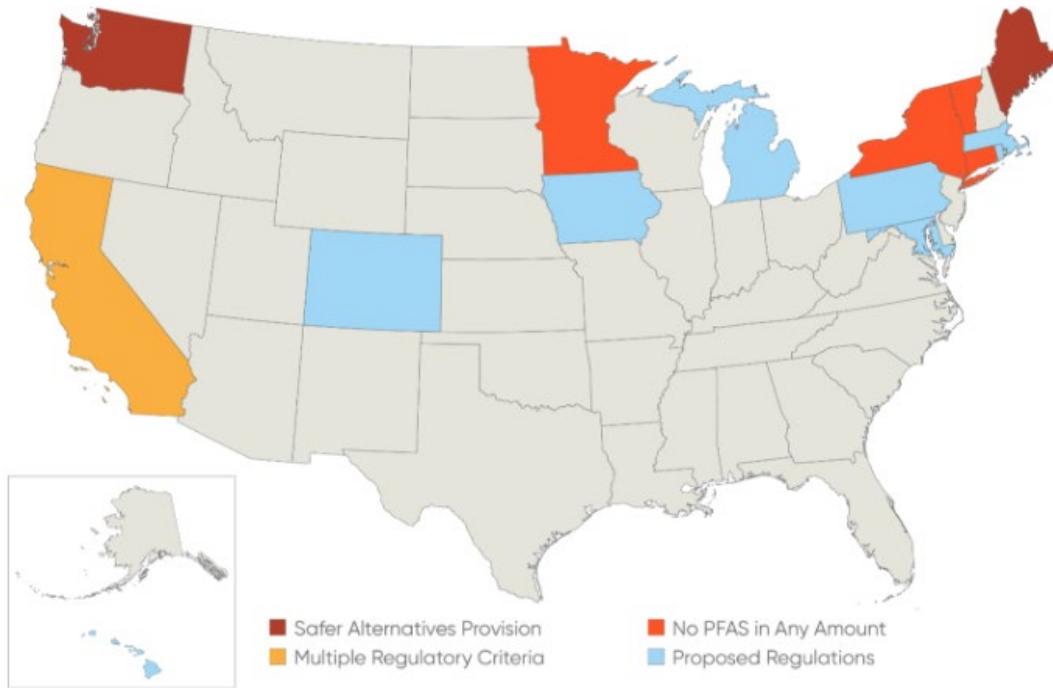 Safer Alternatives Provision
No PFAS in Any Amount
Multiple Regulatory Criteria
Proposed Regulations